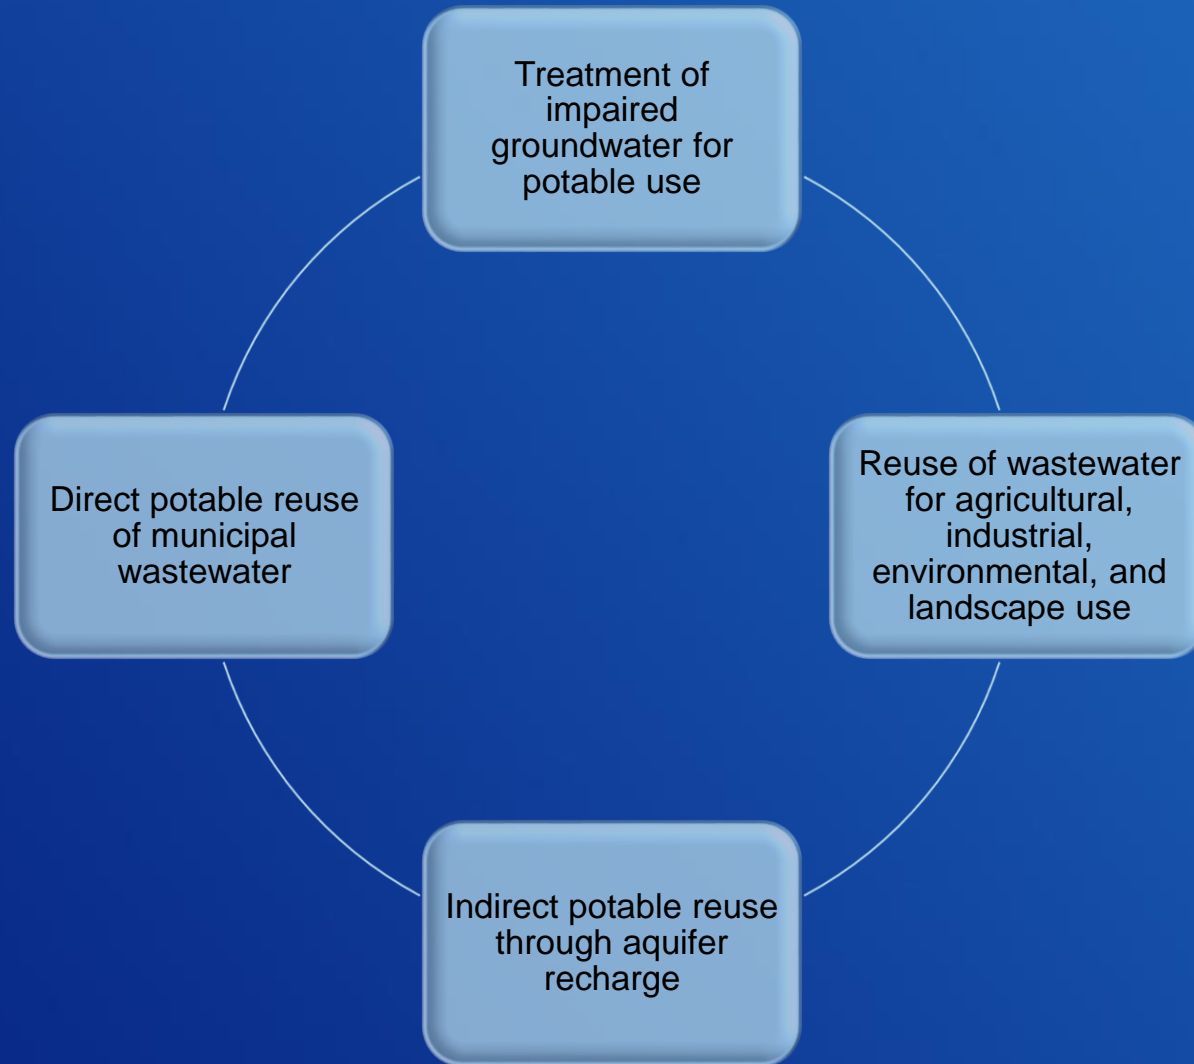 Treatment of
impaired
groundwater for
potable use
Direct potable reuse
of municipal
wastewater
Reuse of wastewater
for agricultural,
industrial,
environmental, and
landscape use
Indirect potable reuse
through aquifer
recharge